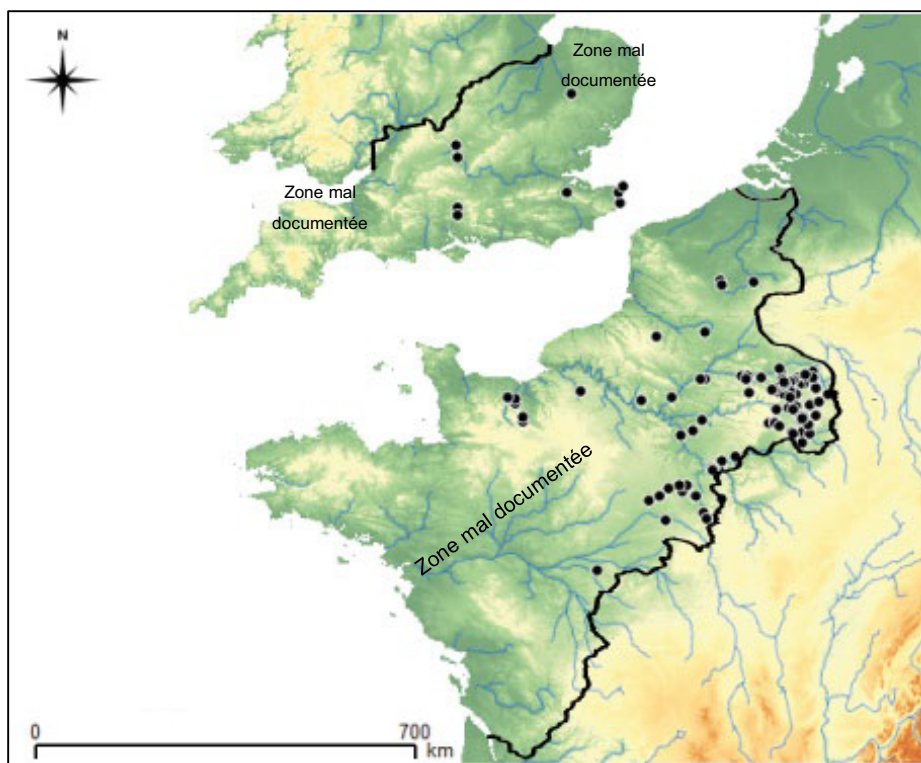 N
Zone mal
documentée
Zone mal
documentée
Zone mal documentée
0
700
km